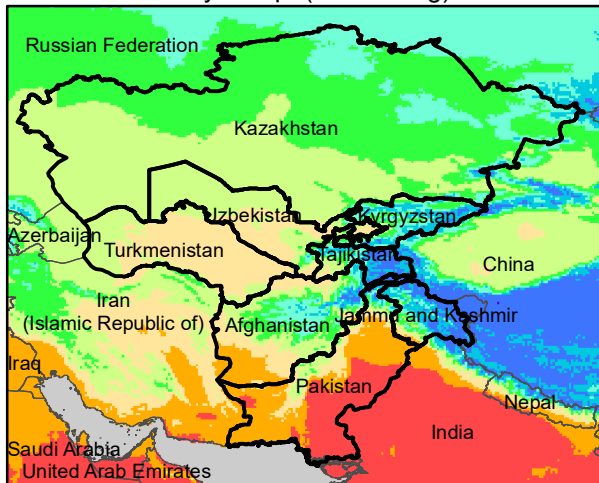 Russian Federation
Kazakhstan
Uzbekistan
Kyrgyzstan
Azerbaijan
Turkmenistan
Tajikistan
China
Iran
(Islamic Republic of)
Afghanistan
Jammu and Kashmir
Iraq
Pakistan
Nepal
India
Saudi Arabia
United Arab Emirates